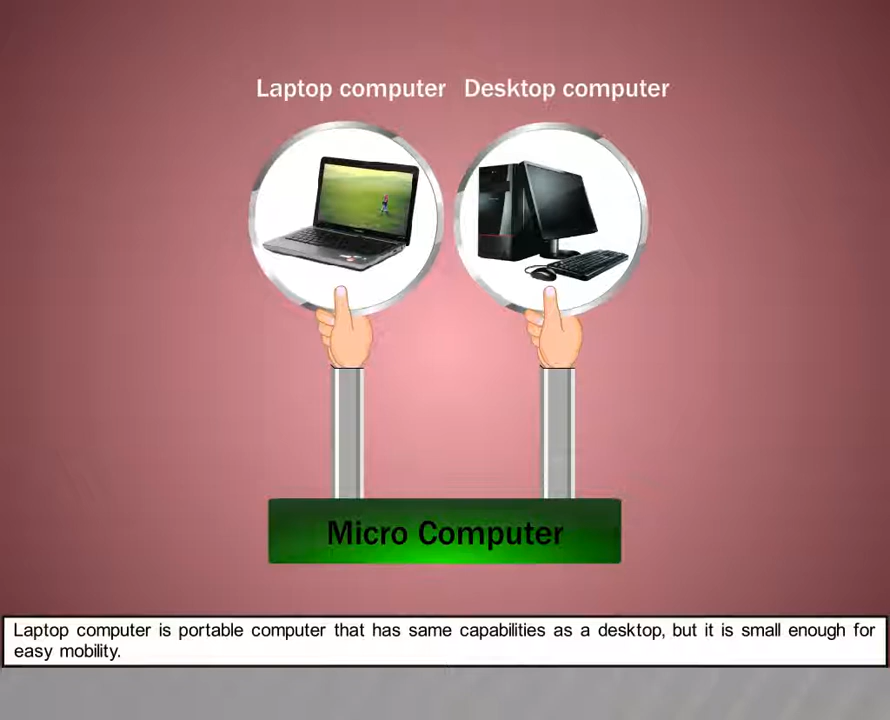 Laptop computer Desktop computer
Micro Computer
Laptop computer is portable computer that has same capabilities as a desktop, but it is small enough for
easy mobility.